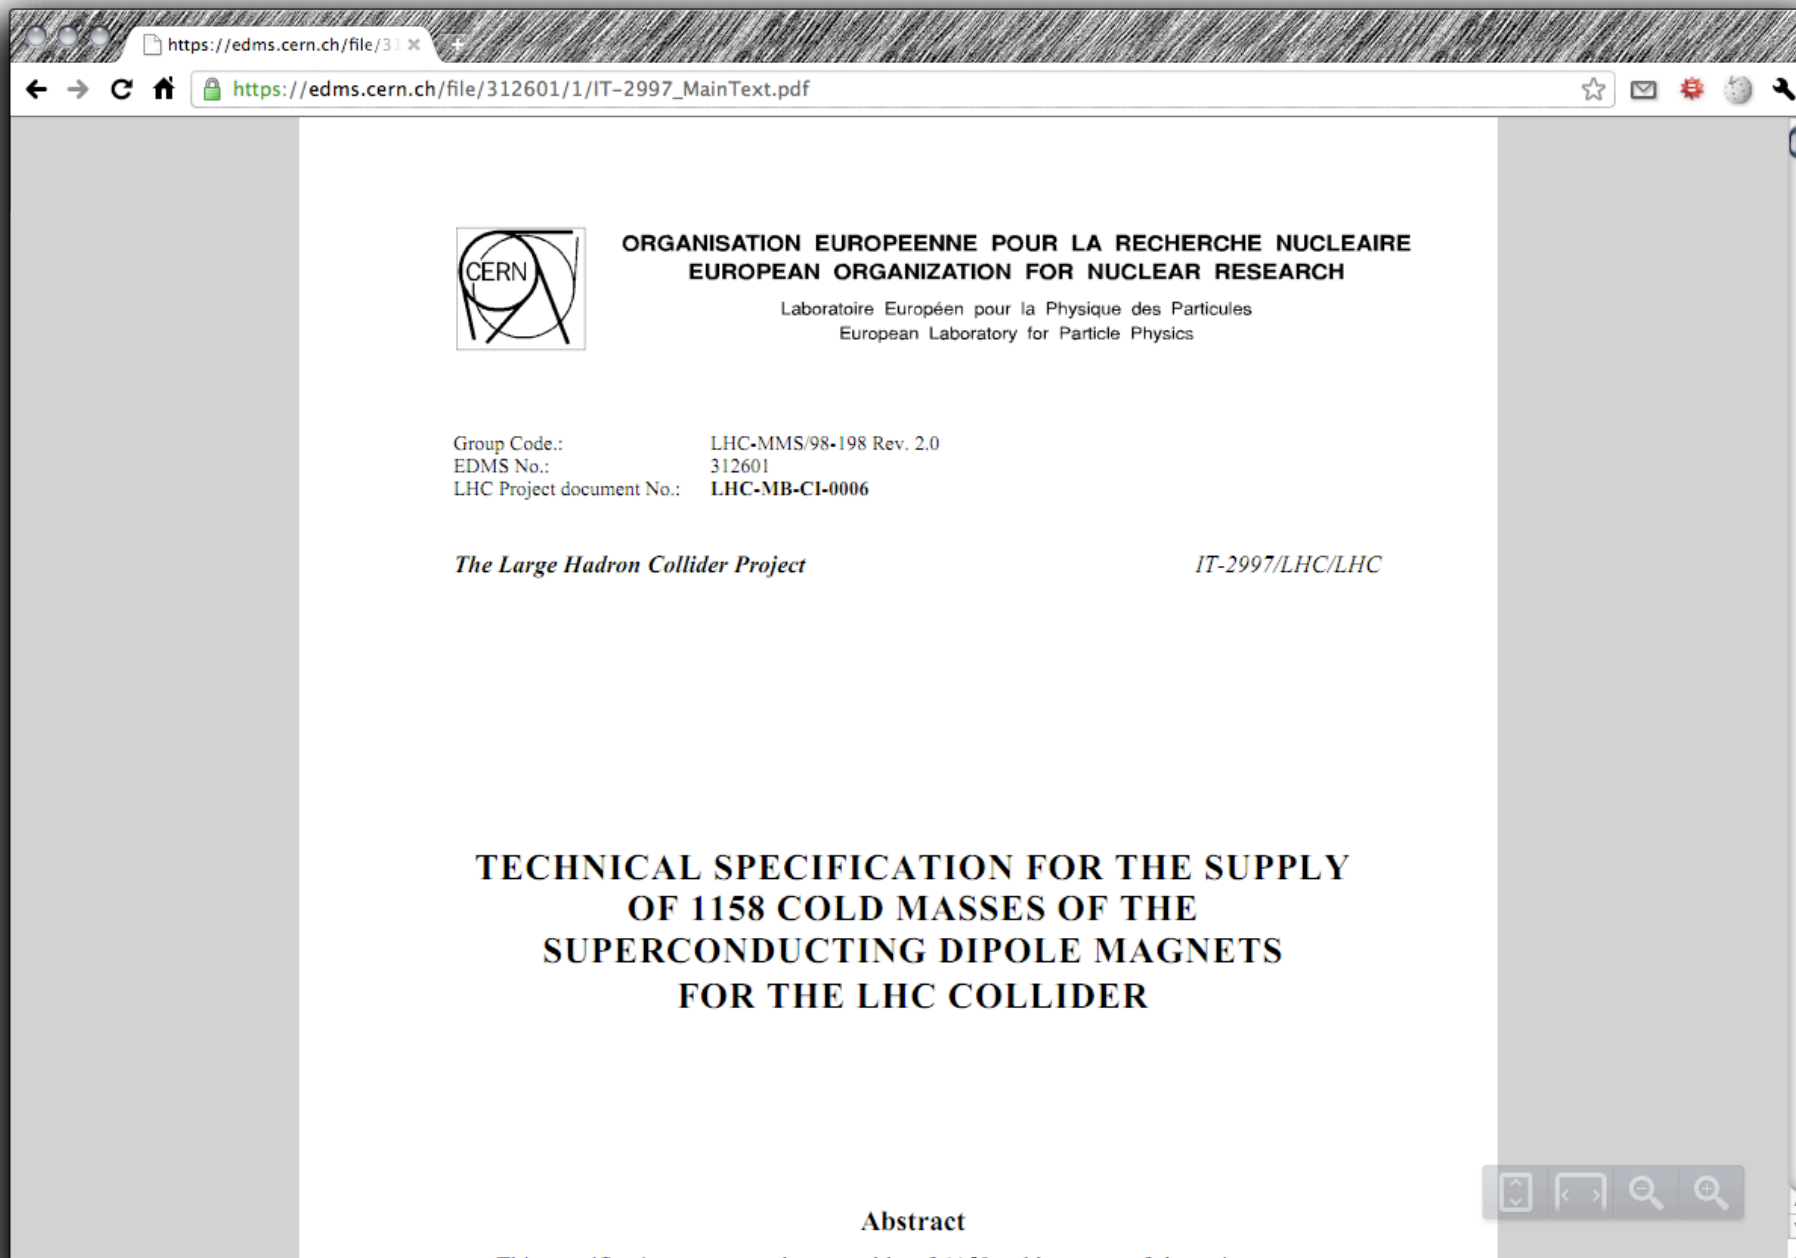 https://edms.cern.ch/file/31
https://edms.cern.ch/file/312601/1/IT-2997_MainText.pdf
CERN
ORGANISATION EUROPEENNE POUR LA RECHERCHE NUCLEAIRE
EUROPEAN ORGANIZATION FOR NUCLEAR RESEARCH
Laboratoire Européen pour la Physique des Particules
European Laboratory for Particle Physics
Group Code.: LHC-MMS/98-198 Rev. 2.0
EDMS No.: 312601
LHC Project document No.: LHC-MB-CI-0006
The Large Hadron Collider Project IT-2997/LHC/LHC
TECHNICAL SPECIFICATION FOR THE SUPPLY
OF 1158 COLD MASSES OF THE
SUPERCONDUCTING DIPOLE MAGNETS
FOR THE LHC COLLIDER
Abstract